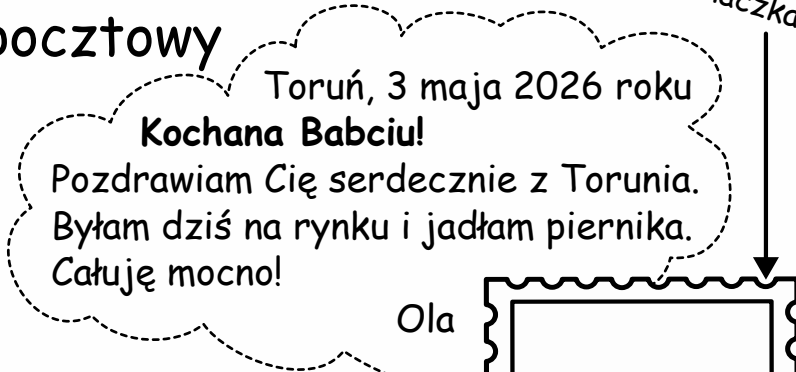 pocztowy
Toruń, 3 maja 2026 roku
Kochana Babciu!
Pozdrawiam Cię serdecznie z Torunia.
Byłam dziś na rynku i jadłam piernika.
Całuję mocno!
Ola